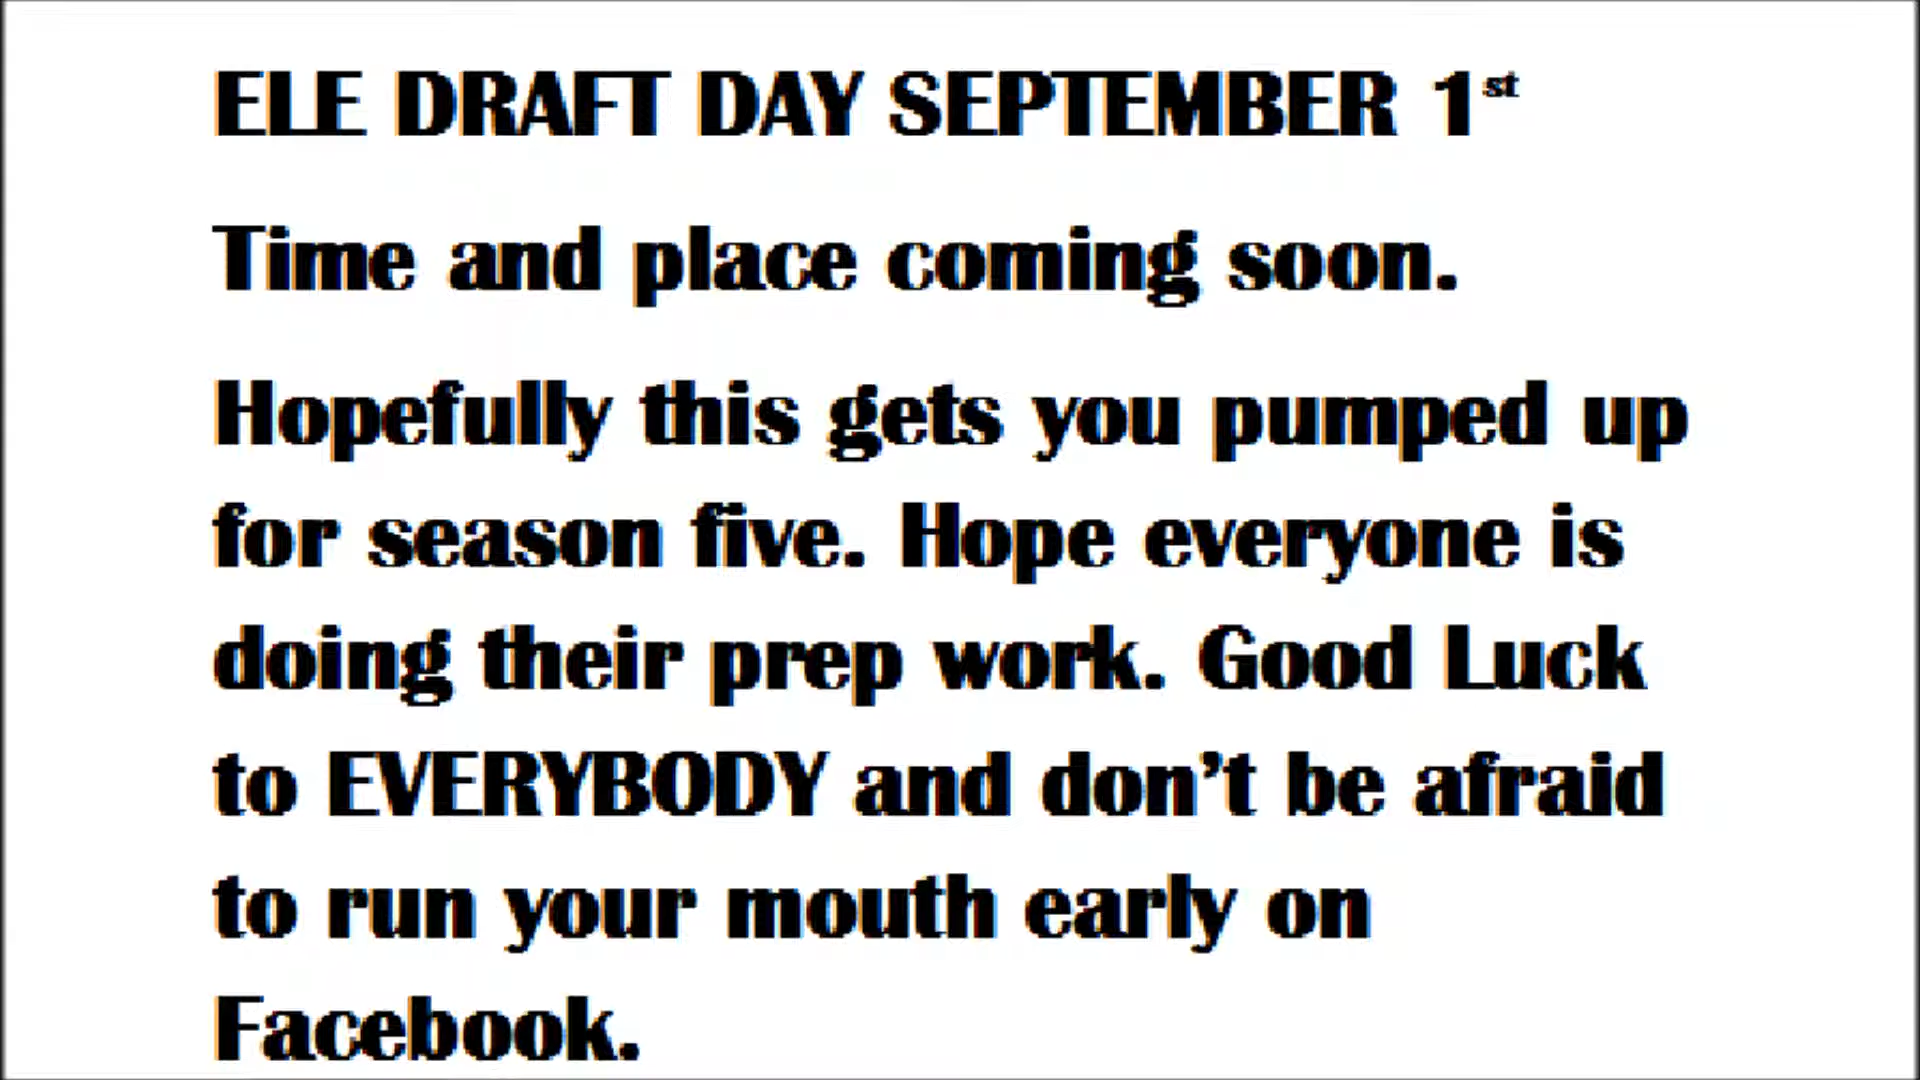 ELE DRAFT DAY SEPTEMBER 1st
Time and place coming soon.
Hopefully this gets you pumped up
for season five. Hope everyone is
doing their prep work. Good Luck
to EVERYBODY and don’t be afraid
to run your mouth early on
Facebook.